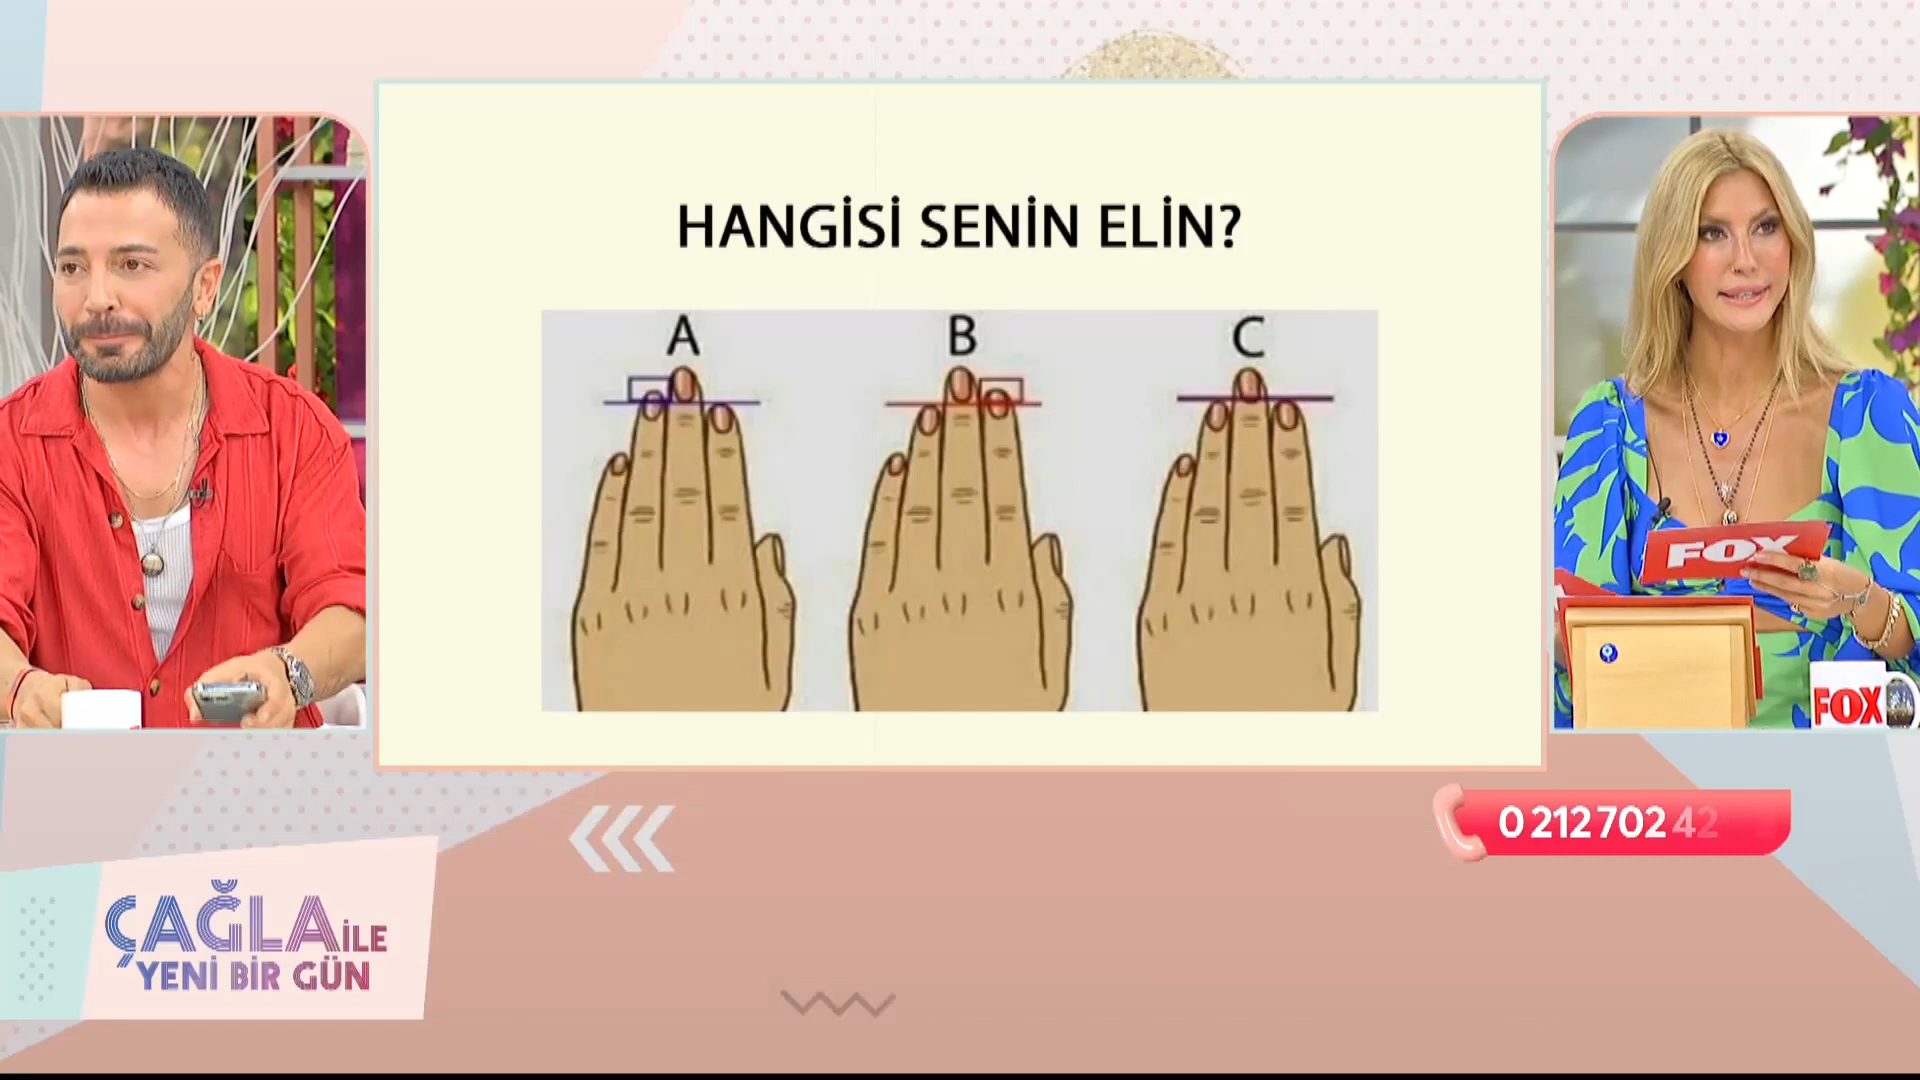 HANGİSİ SENİN ELİN?
A
B
C
FOX
FOX
0 212 702 42
ÇAĞLA İLE
YENİ BİR GÜN